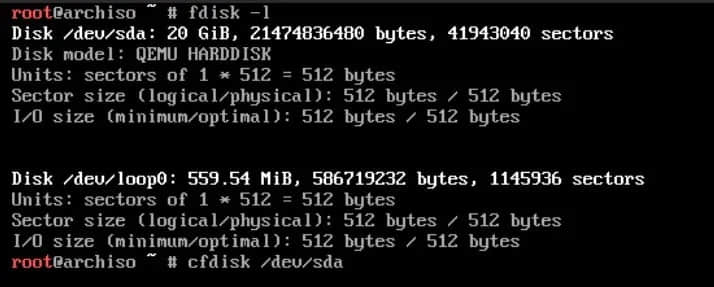 root@archiso ~ # fdisk -l
Disk /dev/sda: 20 GiB, 21474836480 bytes, 41943040 sectors
Disk model: QEMU HARDDISK
Units: sectors of 1 * 512 = 512 bytes
Sector size (logical/physical): 512 bytes / 512 bytes
I/O size (minimum/optimal): 512 bytes / 512 bytes
Disk /dev/loop0: 559.54 MiB, 586719232 bytes, 1145936 sectors
Units: sectors of 1 * 512 = 512 bytes
Sector size (logical/physical): 512 bytes / 512 bytes
I/O size (minimum/optimal): 512 bytes / 512 bytes
root@archiso ~ # cfdisk /dev/sda